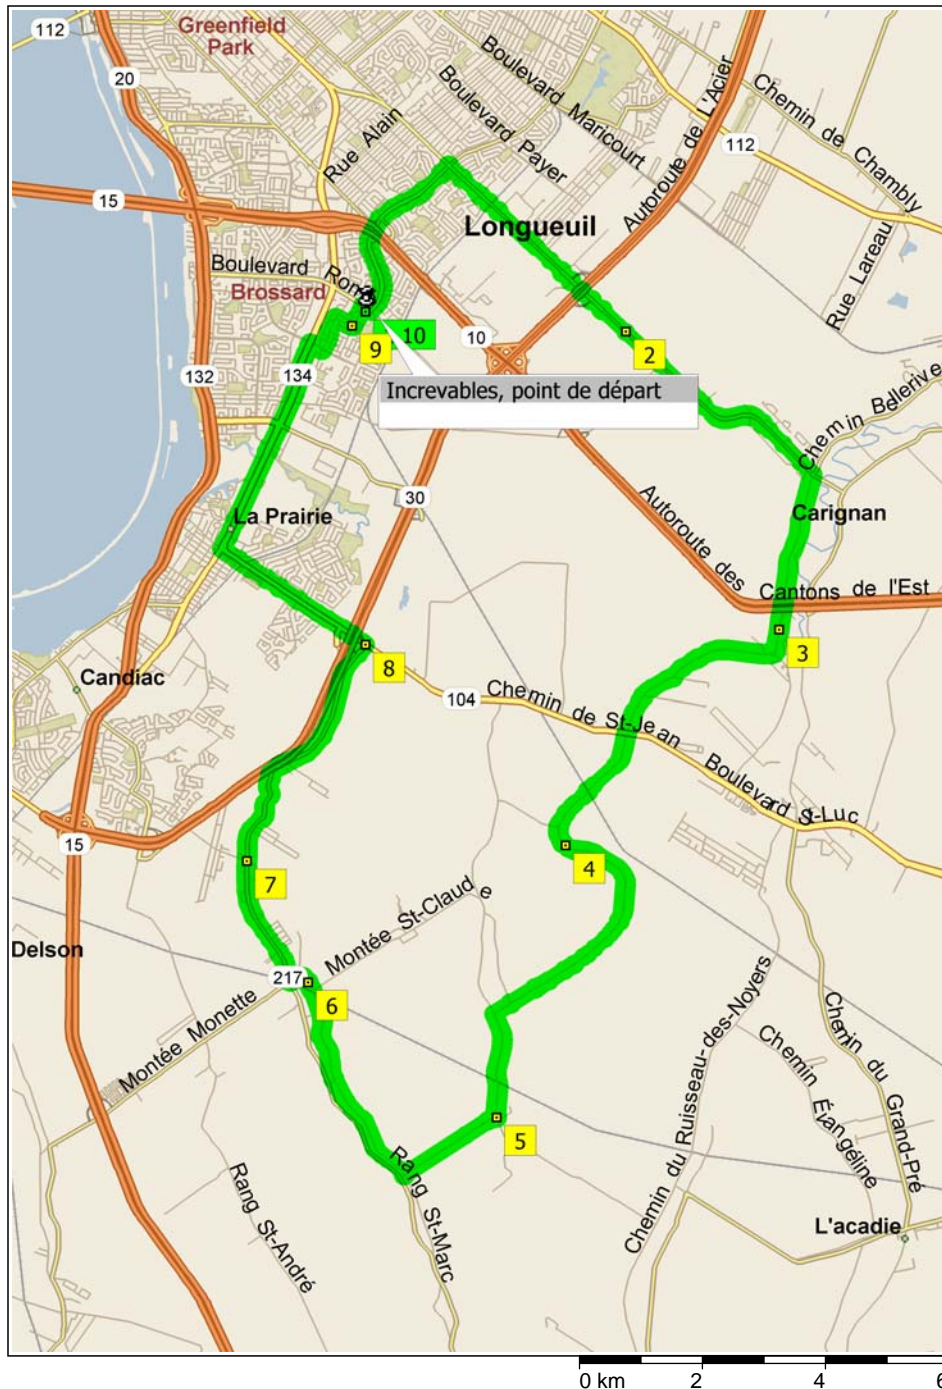 112
Greenfield
Park
20
Boulevard Maricourt
Boulevard Payer
Autoroute de L'Acier
Chemin de Chambly
112
Rue Alain
15
Longueuil
Rue Lareau
Boulevard Rome
Brossard
10
9
10
2
134
132
Increvables, point de départ
Chemin Bellerive
30
La Prairie
Carignan
Autoroute des
Cantons de l'Est
3
8
Candiac
104
Chemin de St-Jean
Boulevard St-Luc
15
4
7
Montée St-Claude
Delson
217
6
Montée Monette
Chemin du Ruisseau-des-Noyers
Chemin du Grand-Pré
Chemin Évangéline
5
Rang St-Marc
Rang St-André
L'acadie
0 km 2 4 6